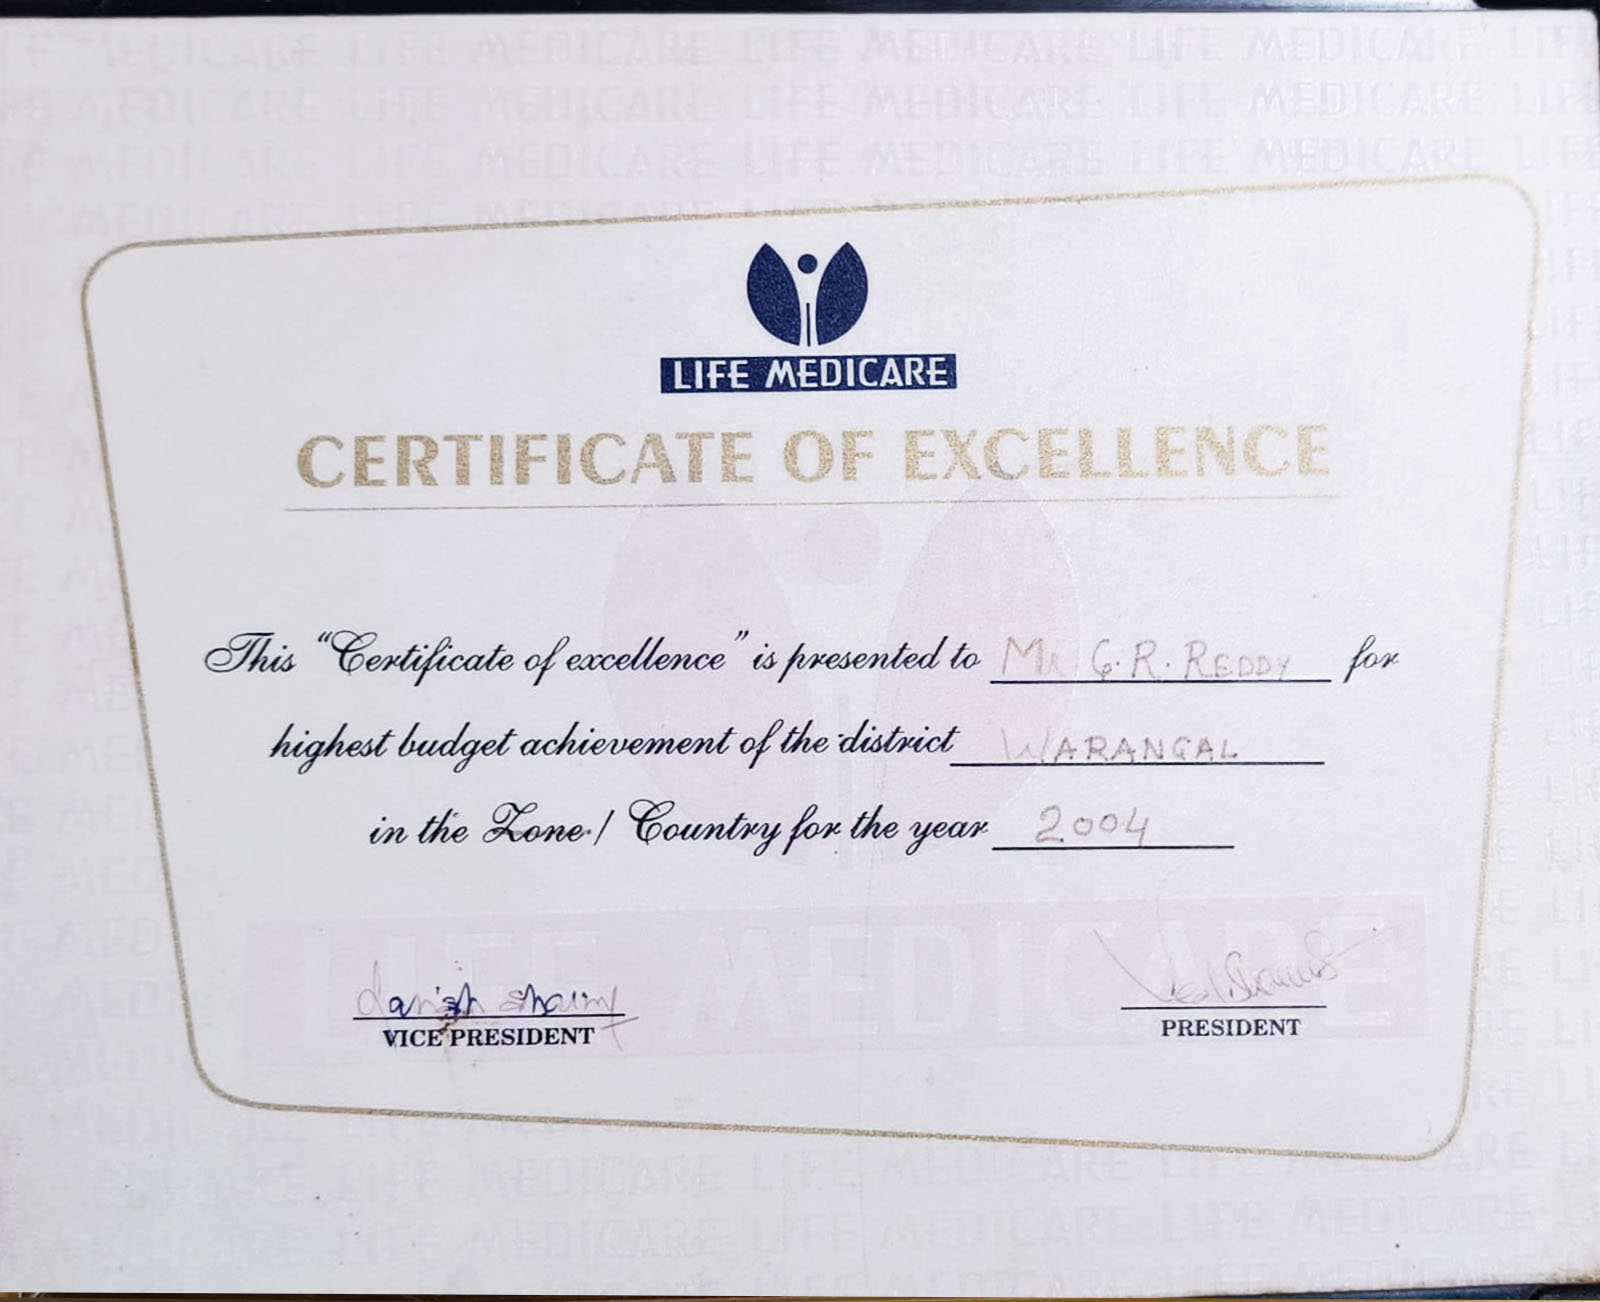 LIFE MEDICARE
CERTIFICATE OF EXCELLENCE
This “Certificate of excellence” is presented to Mr G.R. REDDY for
highest budget achievement of the district WARANGAL
in the Zone / Country for the year 2004
VICE PRESIDENT
PRESIDENT